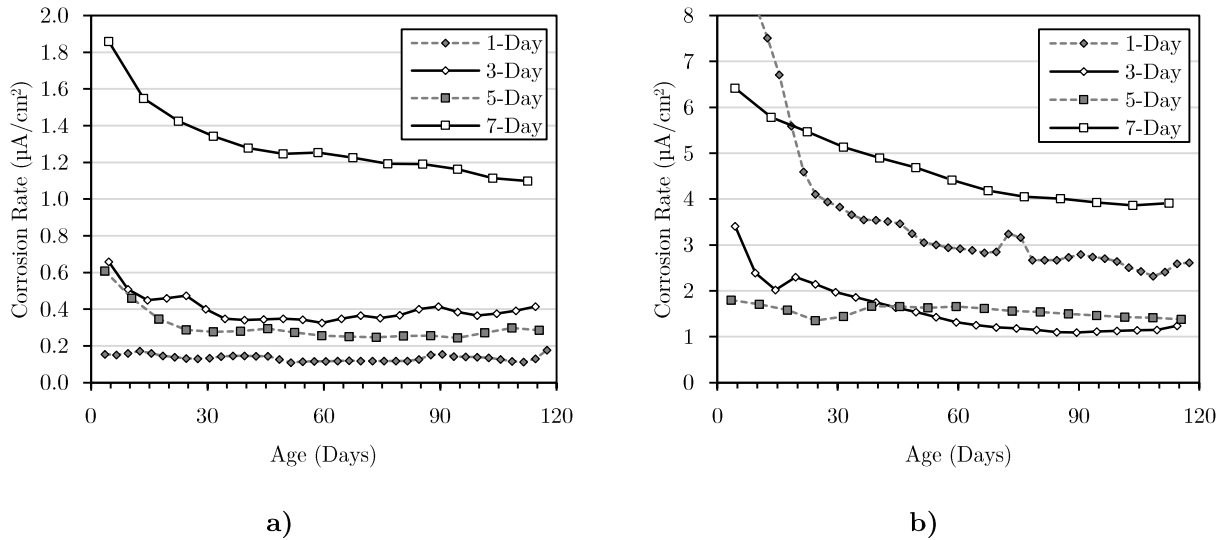 2.0
1.8
1.6
1.4
1.2
1.0
0.8
0.6
0.4
0.2
0.0
Corrosion Rate (µA/cm²)
1-Day
3-Day
5-Day
7-Day
0 30 60 90 120
Age (Days)
a)
8
7
6
5
4
3
2
1
0
Corrosion Rate (µA/cm²)
1-Day
3-Day
5-Day
7-Day
0 30 60 90 120
Age (Days)
b)